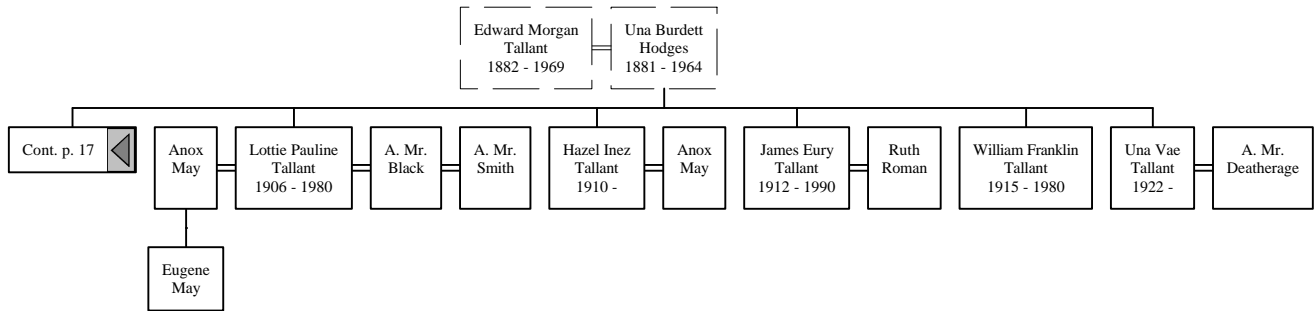 Edward Morgan
Tallant
1882 - 1969
Una Burdett
Hodges
1881 - 1964
Cont. p. 17
Anox
May
Lottie Pauline
Tallant
1906 - 1980
A. Mr.
Black
A. Mr.
Smith
Hazel Inez
Tallant
1910 -
Anox
May
James Eury
Tallant
1912 - 1990
Ruth
Roman
William Franklin
Tallant
1915 - 1980
Una Vae
Tallant
1922 -
A. Mr.
Deatherage
Eugene
May